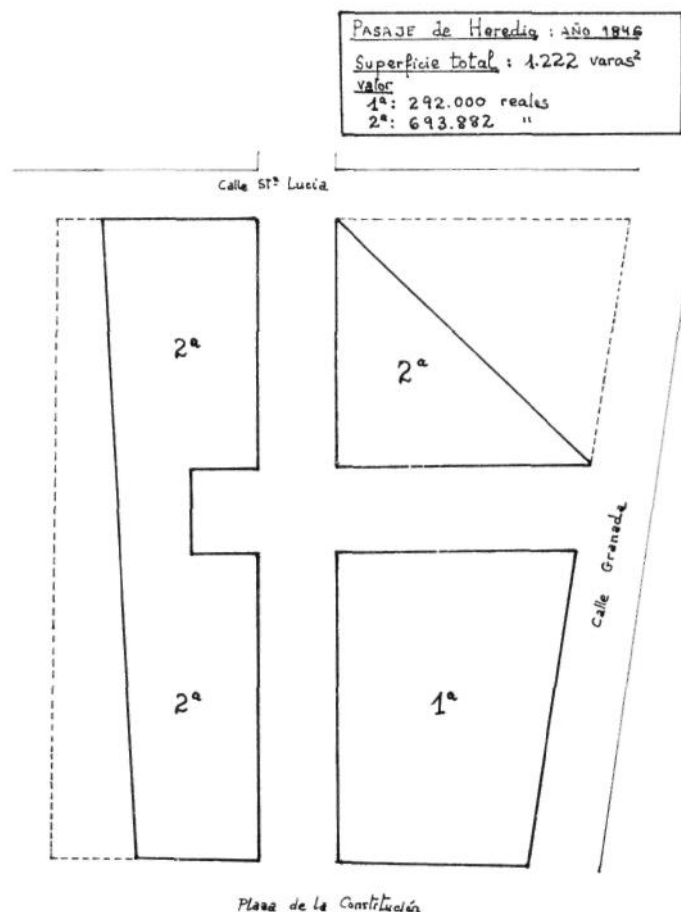 PASAJE de Heredia : AÑO 1846
Superficie total : 1.222 varas²
valor
1ª: 292.000 reales
2ª: 693.882 "
Calle Stª Lucia
2ª
2ª
Calle Granada
2ª
1ª
Plaza de la Constitución